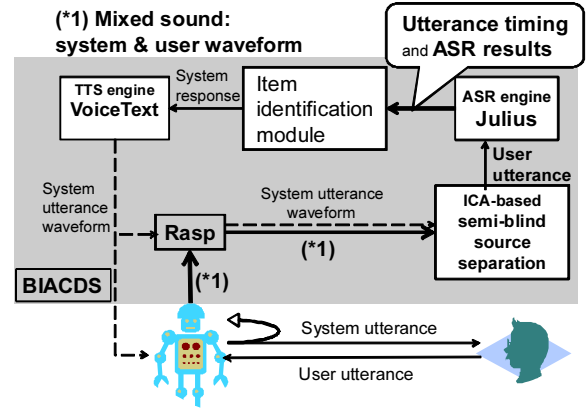 (*1) Mixed sound:
system & user waveform
Utterance timing
and ASR results
TTS engine
VoiceText
System
response
Item
identification
module
ASR engine
Julius
User
utterance
System
utterance
waveform
System utterance
waveform
Rasp
(*1)
ICA-based
semi-blind
source
separation
BIACDS
(*1)
System utterance
User utterance